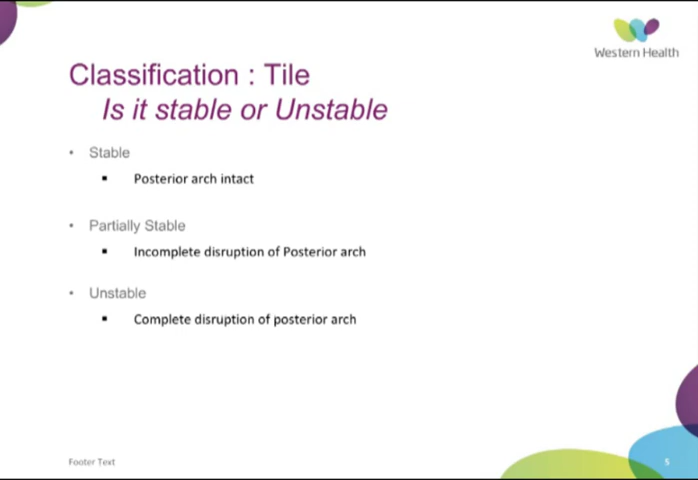 Western Health
Classification : Tile
Is it stable or Unstable
• Stable
▪ Posterior arch intact
• Partially Stable
▪ Incomplete disruption of Posterior arch
• Unstable
▪ Complete disruption of posterior arch
Footer Text
5